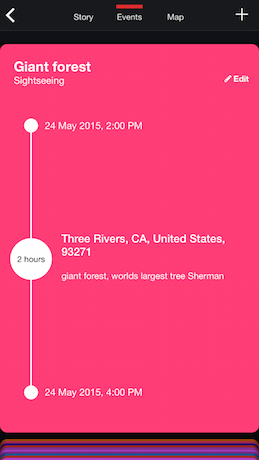 Story Events Map
Giant forest
Sightseeing
Edit
24 May 2015, 2:00 PM
Three Rivers, CA, United States,
93271
2 hours
giant forest, worlds largest tree Sherman
24 May 2015, 4:00 PM